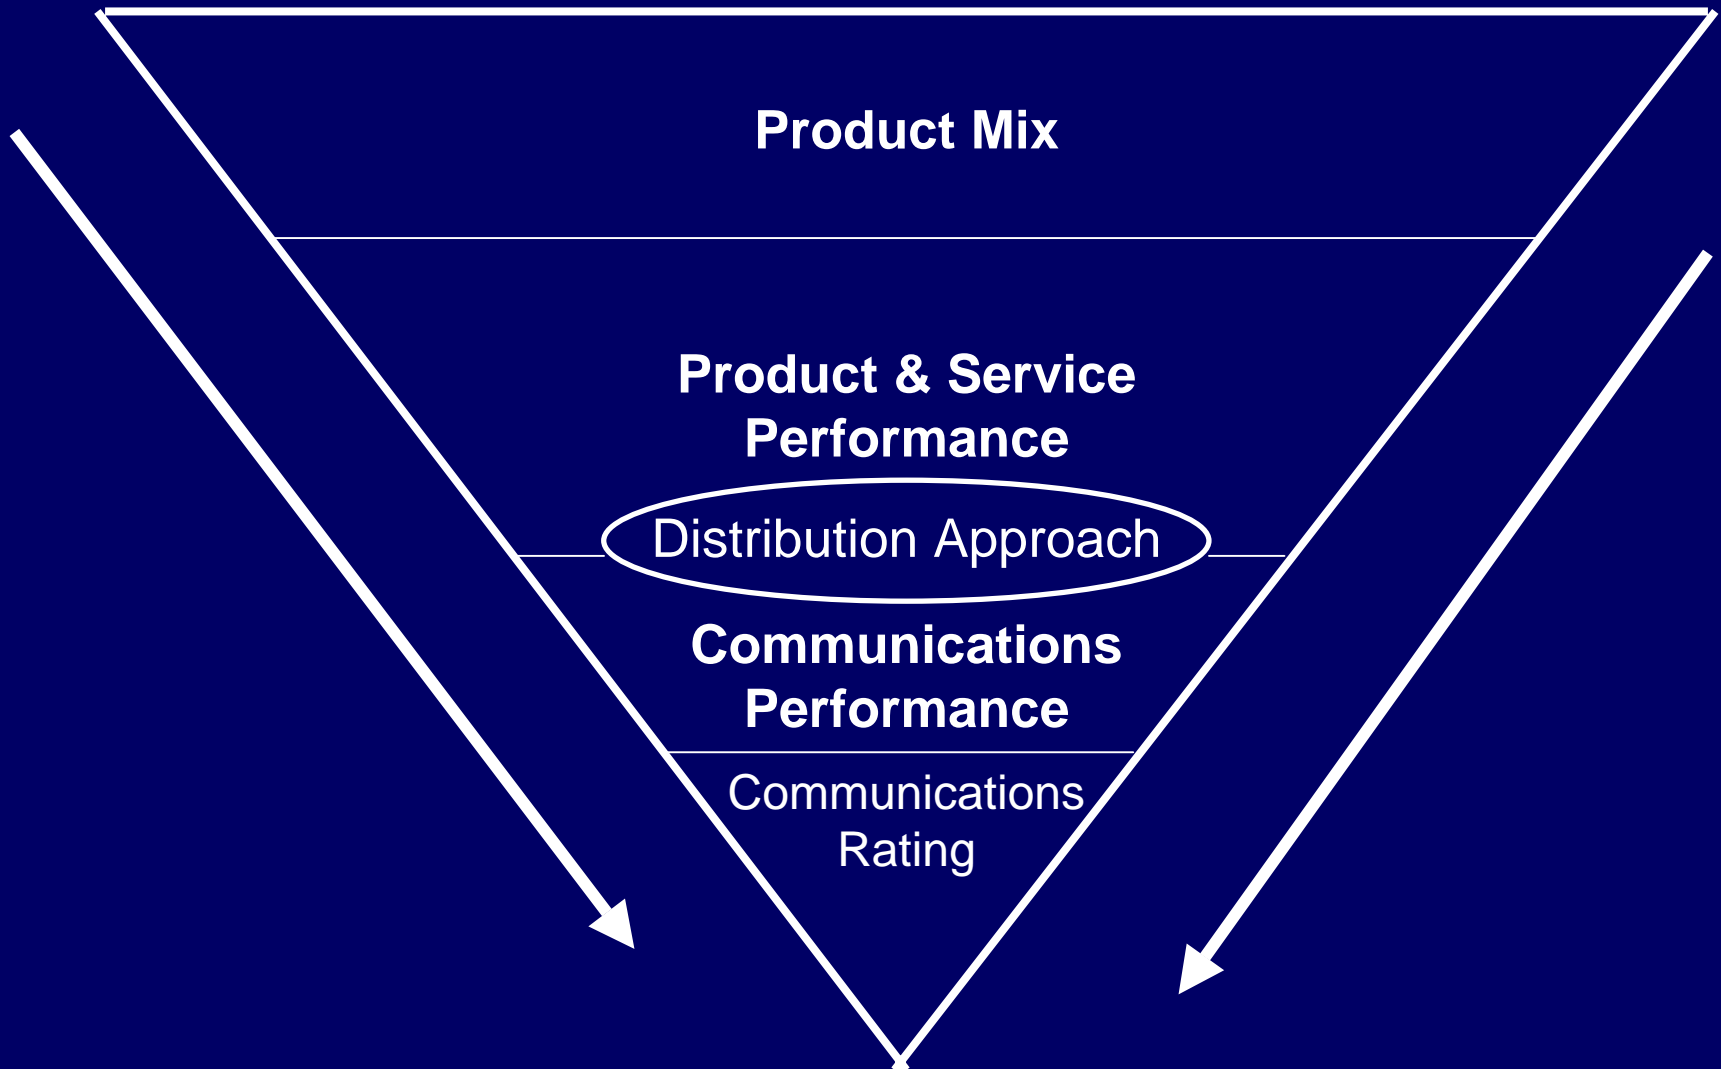 Product Mix
Product & Service
Performance
Distribution Approach
Communications
Performance
Communications
Rating